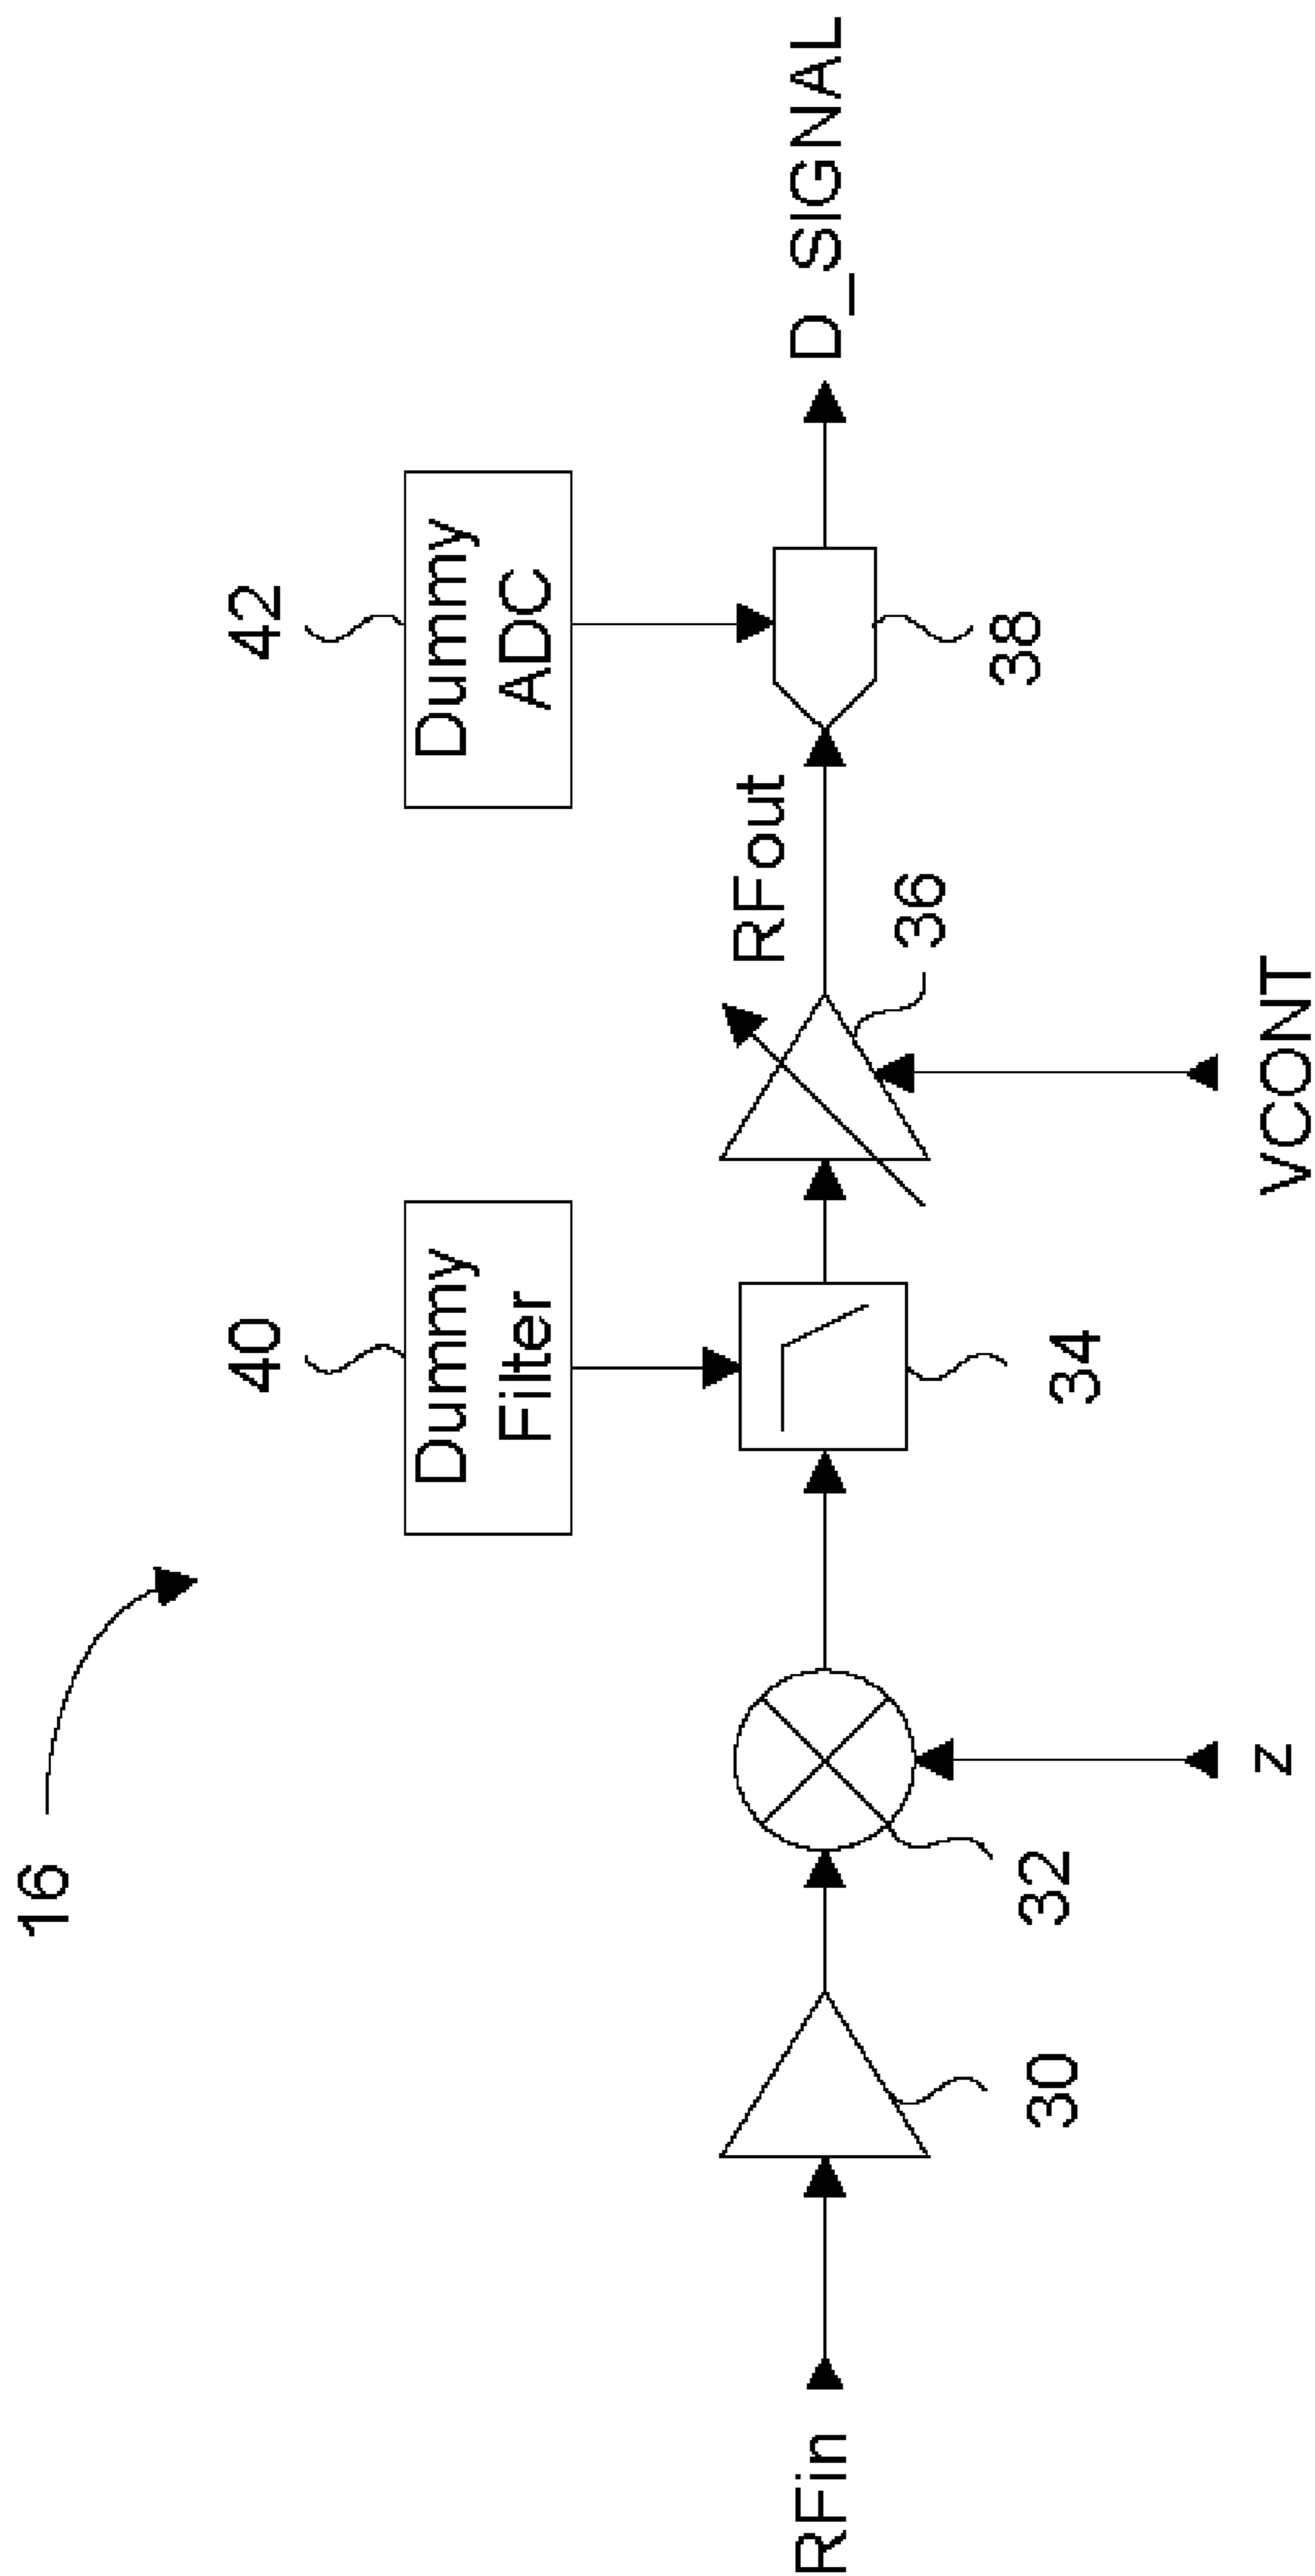 16
40
42
Dummy
Filter
Dummy
ADC
RFin
RFout
D_SIGNAL
30
32
34
36
38
z
VCONT